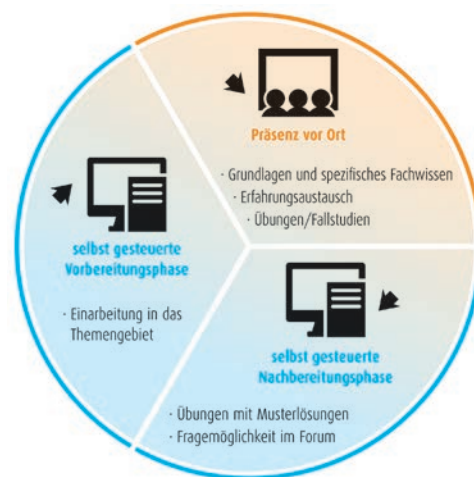 Präsenz vor Ort
· Grundlagen und spezifisches Fachwissen
· Erfahrungsaustausch
· Übungen/Fallstudien
selbst gesteuerte
Vorbereitungsphase
· Einarbeitung in das
Themengebiet
selbst gesteuerte
Nachbereitungsphase
· Übungen mit Musterlösungen
· Fragemöglichkeit im Forum